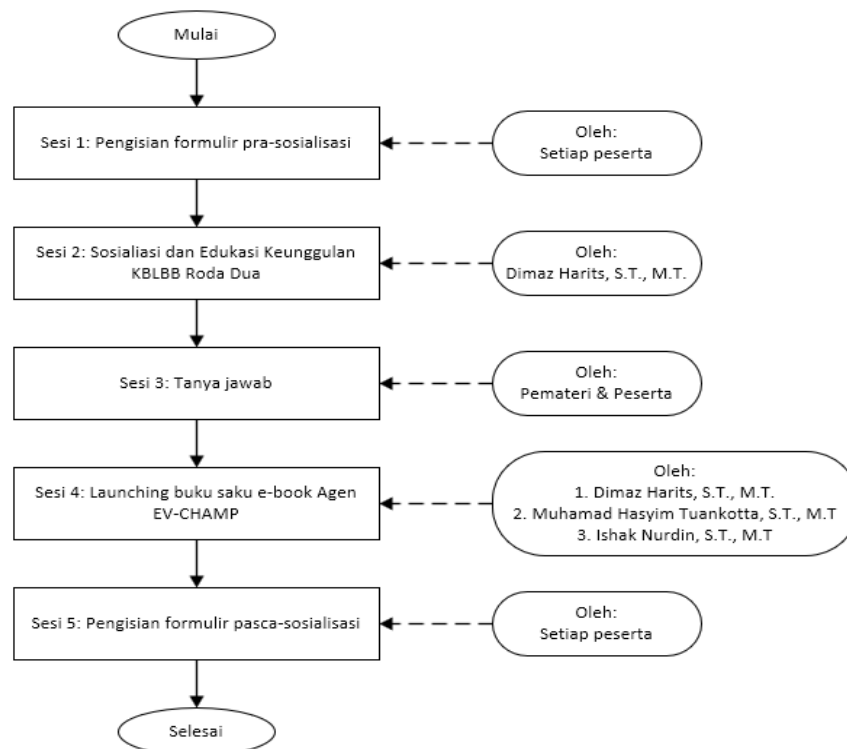 Mulai
Sesi 1: Pengisian formulir pra-sosialisasi
Oleh:
Setiap peserta
Sesi 2: Sosialiasi dan Edukasi Keunggulan
KBLBB Roda Dua
Oleh:
Dimaz Harits, S.T., M.T.
Sesi 3: Tanya jawab
Oleh:
Pemateri & Peserta
Sesi 4: Launching buku saku e-book Agen
EV-CHAMP
Oleh:
1. Dimaz Harits, S.T., M.T.
2. Muhamad Hasyim Tuankotta, S.T., M.T
3. Ishak Nurdin, S.T., M.T
Sesi 5: Pengisian formulir pasca-sosialisasi
Oleh:
Setiap peserta
Selesai